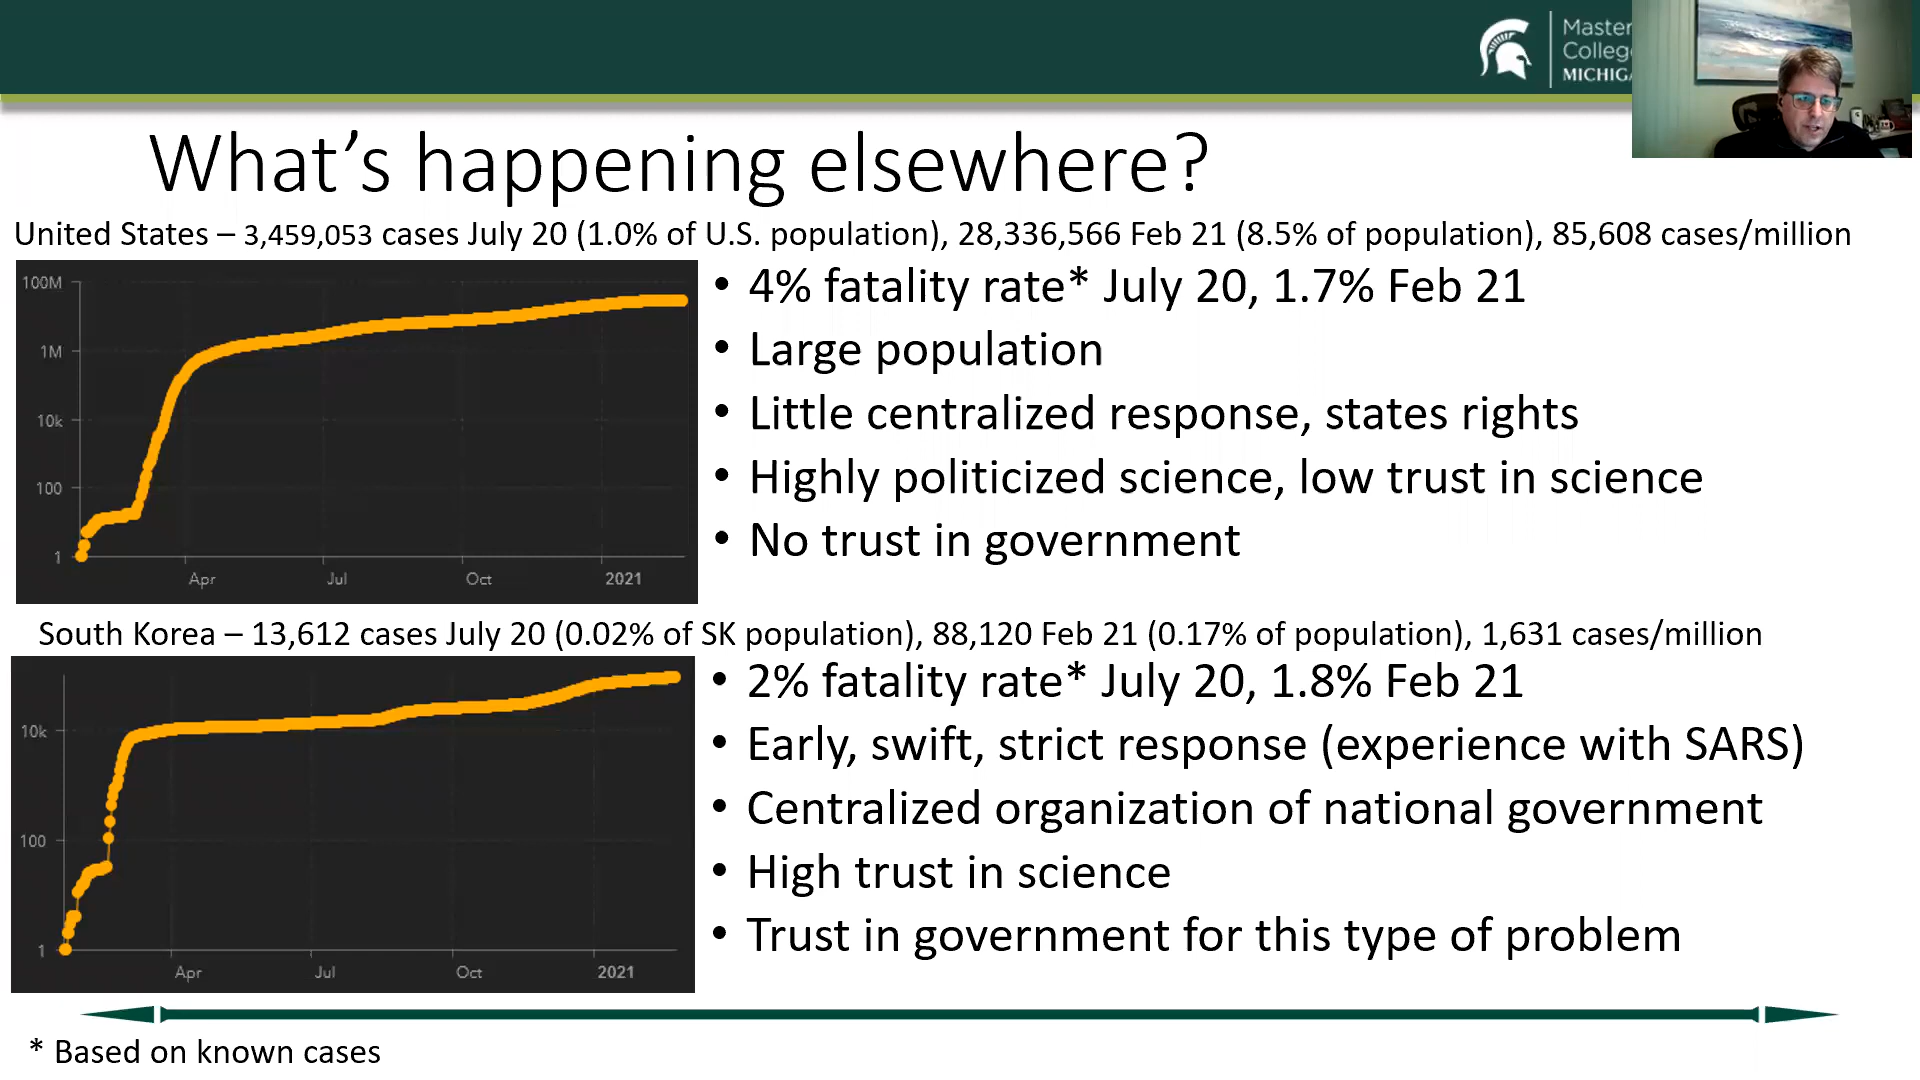 Master
College
MICHIG
What's happening elsewhere?
United States – 3,459,053 cases July 20 (1.0% of U.S. population), 28,336,566 Feb 21 (8.5% of population), 85,608 cases/million
100M
1M
10k
100
1
Apr Jul Oct 2021
• 4% fatality rate* July 20, 1.7% Feb 21
• Large population
• Little centralized response, states rights
• Highly politicized science, low trust in science
• No trust in government
South Korea – 13,612 cases July 20 (0.02% of SK population), 88,120 Feb 21 (0.17% of population), 1,631 cases/million
10k
100
1
Apr Jul Oct 2021
• 2% fatality rate* July 20, 1.8% Feb 21
• Early, swift, strict response (experience with SARS)
• Centralized organization of national government
• High trust in science
• Trust in government for this type of problem
* Based on known cases